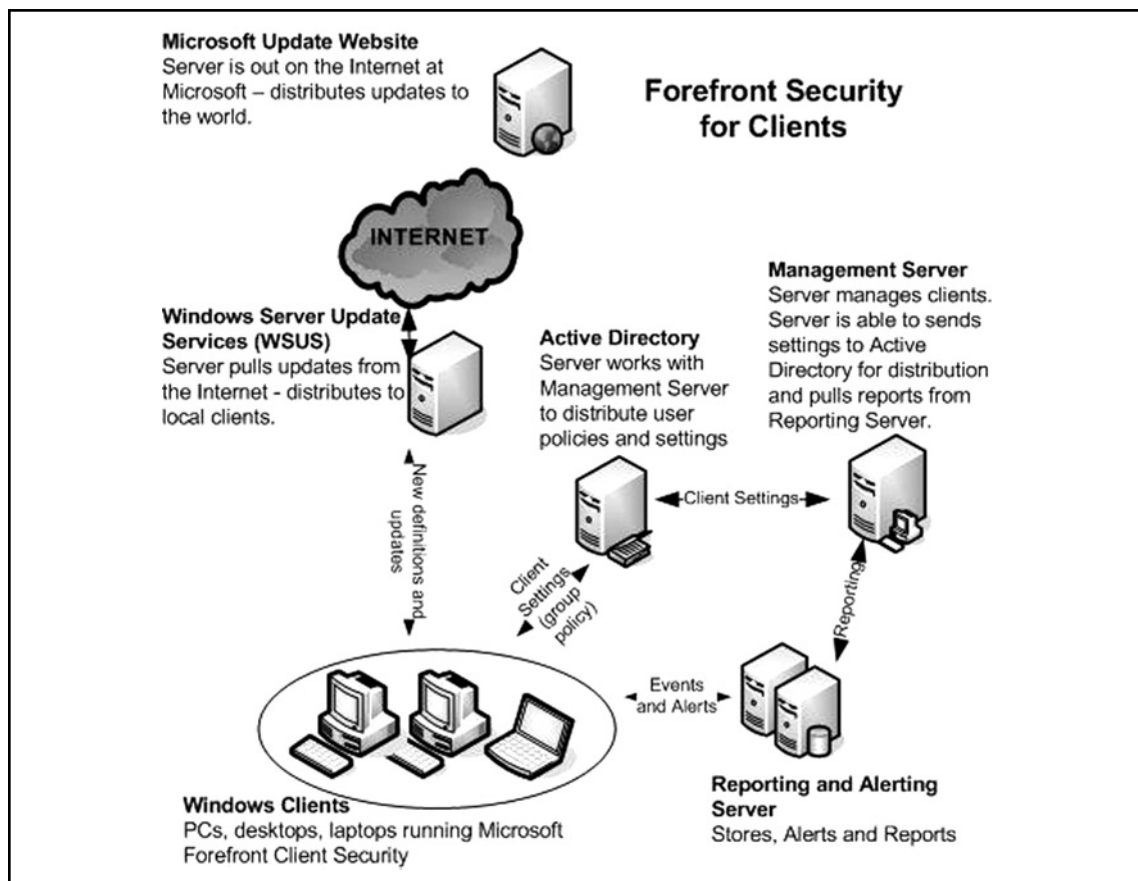 Microsoft Update Website
Server is out on the Internet at
Microsoft – distributes updates to
the world.
Forefront Security
for Clients
INTERNET
Management Server
Server manages clients.
Server is able to sends
settings to Active
Directory for distribution
and pulls reports from
Reporting Server.
Windows Server Update
Services (WSUS)
Server pulls updates from
the Internet - distributes to
local clients.
Active Directory
Server works with
Management Server
to distribute user
policies and settings
New definitions and
updates
Client Settings
Client
Settings
(group
policy)
Reporting
Events
and Alerts
Windows Clients
PCs, desktops, laptops running Microsoft
Forefront Client Security
Reporting and Alerting
Server
Stores, Alerts and Reports